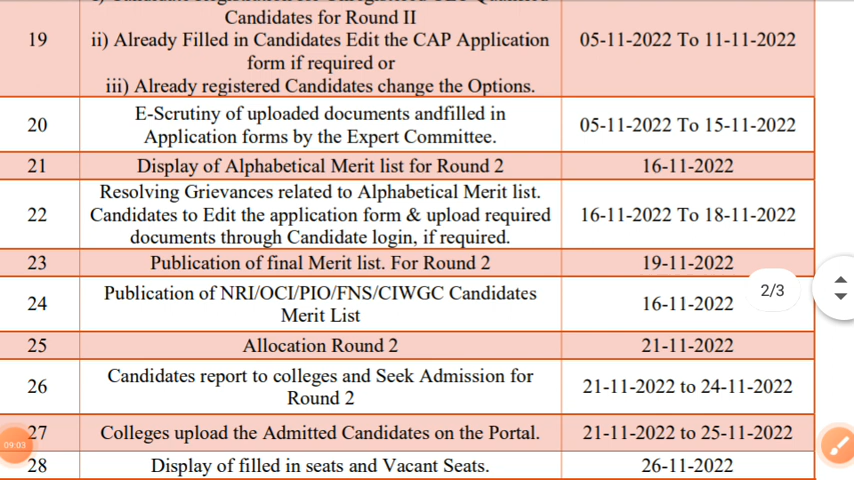 Candidates for Round II
19
ii) Already Filled in Candidates Edit the CAP Application
05-11-2022 To 11-11-2022
form if required or
iii) Already registered Candidates change the Options.
20
E-Scrutiny of uploaded documents andfilled in
Application forms by the Expert Committee.
05-11-2022 To 15-11-2022
21
Display of Alphabetical Merit list for Round 2
16-11-2022
22
Resolving Grievances related to Alphabetical Merit list.
Candidates to Edit the application form & upload required
documents through Candidate login, if required.
16-11-2022 To 18-11-2022
23
Publication of final Merit list. For Round 2
19-11-2022
24
Publication of NRI/OCI/PIO/FNS/CIWGC Candidates
Merit List
16-11-2022
2/3
25
Allocation Round 2
21-11-2022
26
Candidates report to colleges and Seek Admission for
Round 2
21-11-2022 to 24-11-2022
27
Colleges upload the Admitted Candidates on the Portal.
21-11-2022 to 25-11-2022
09:03
28
Display of filled in seats and Vacant Seats.
26-11-2022